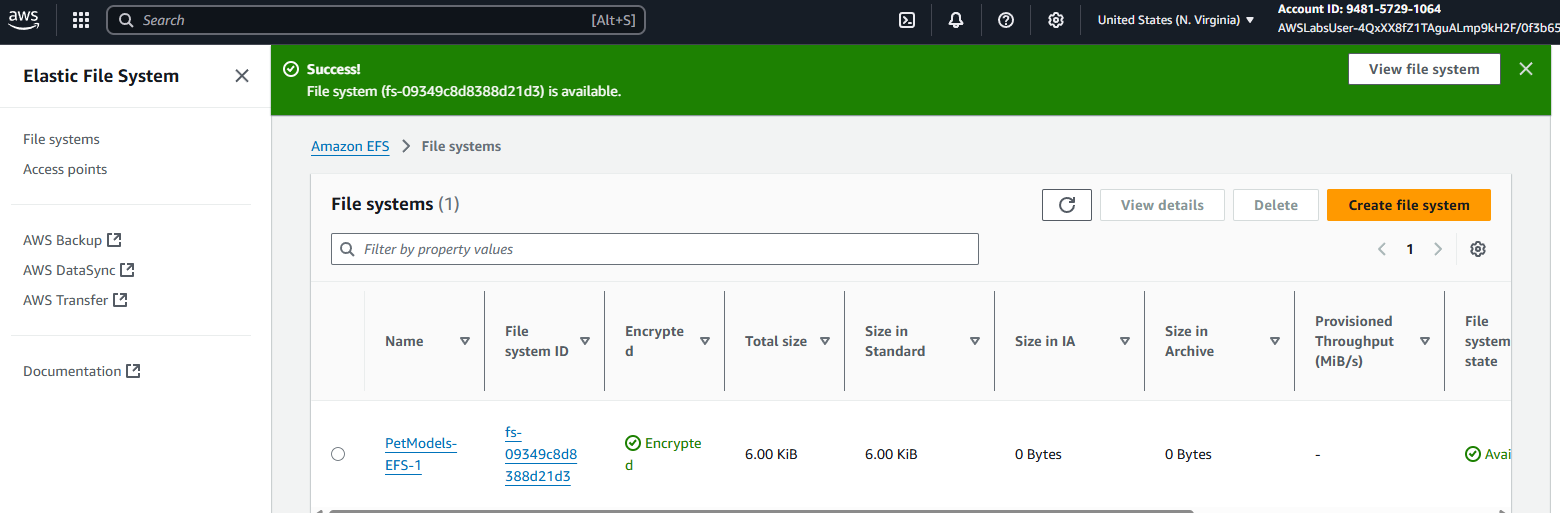 aws
Search
[Alt+S]
United States (N. Virginia)
Account ID: 9481-5729-1064
AWSLabsUser-4QxXX8fZ1TAguALmp9kH2F/0f3b65
Elastic File System
File systems
Access points
AWS Backup
AWS DataSync
AWS Transfer
Documentation
Success!
File system (fs-09349c8d8388d21d3) is available.
View file system
Amazon EFS > File systems
File systems (1)
View details
Delete
Create file system
Filter by property values
1
Name
File
system ID
Encrypte
d
Total size
Size in
Standard
Size in IA
Size in
Archive
Provisioned
Throughput
(MiB/s)
File
system
state
PetModels-
EFS-1
fs-
09349c8d8
388d21d3
Encrypte
d
6.00 KiB
6.00 KiB
0 Bytes
0 Bytes
-
Avai